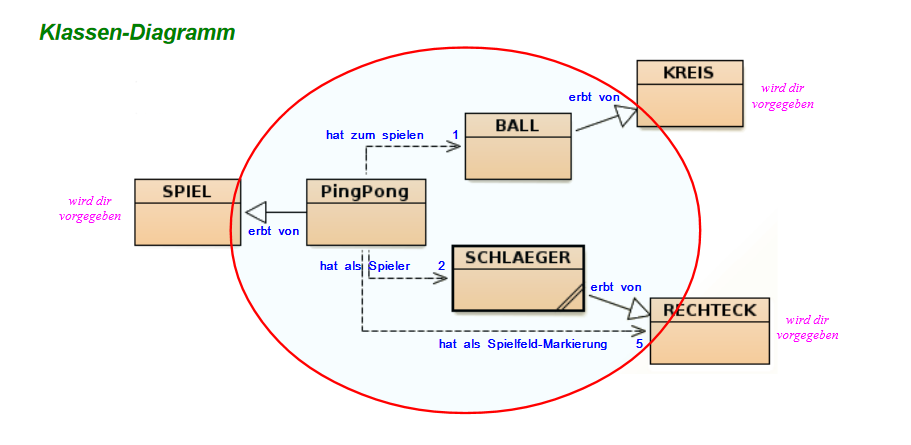 Klassen-Diagramm
KREIS
wird dir
vorgegeben
erbt von
BALL
hat zum spielen
1
SPIEL
wird dir
vorgegeben
PingPong
erbt von
hat als Spieler
2
SCHLAEGER
erbt von
RECHTECK
wird dir
vorgegeben
hat als Spielfeld-Markierung
5